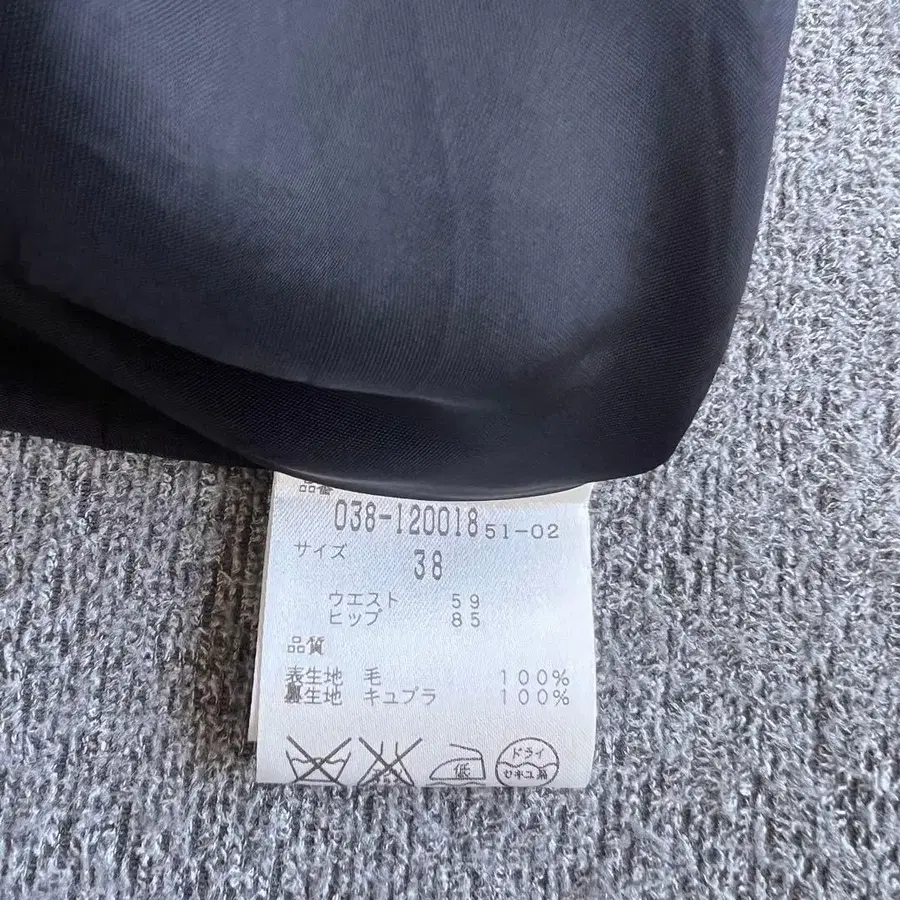 品番
038-120018 51-02
サイズ
38
ウエスト 59
ヒップ 85
品質
表生地 毛 100%
裏生地 キュプラ 100%
低
ドライ